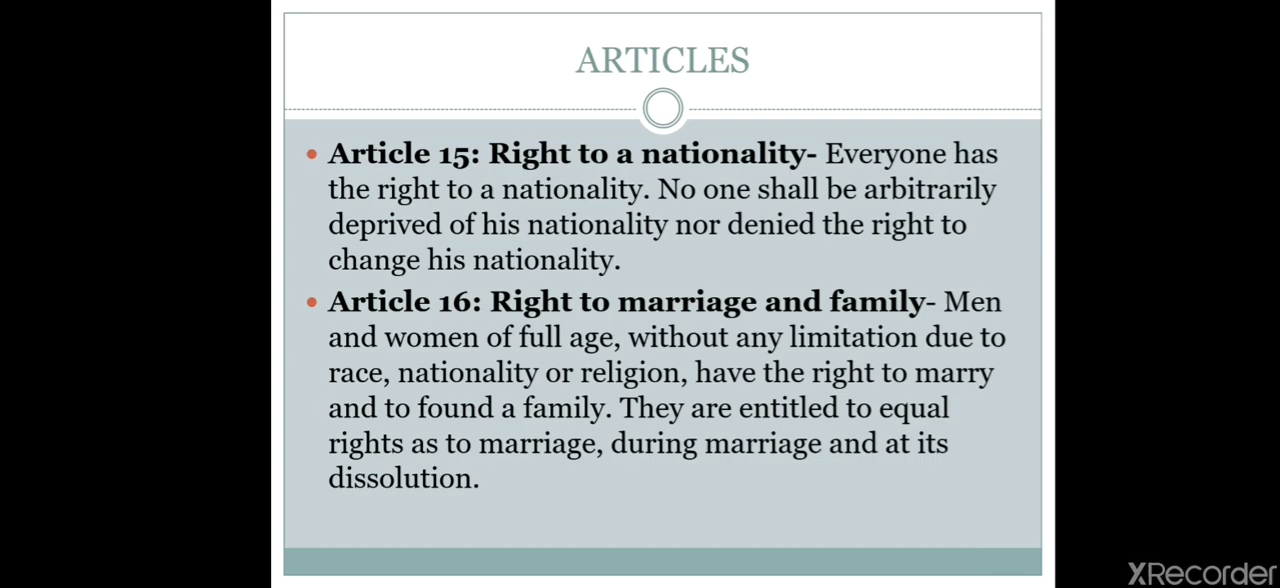 ARTICLES
• Article 15: Right to a nationality- Everyone has
the right to a nationality. No one shall be arbitrarily
deprived of his nationality nor denied the right to
change his nationality.
• Article 16: Right to marriage and family- Men
and women of full age, without any limitation due to
race, nationality or religion, have the right to marry
and to found a family. They are entitled to equal
rights as to marriage, during marriage and at its
dissolution.
XRecorder